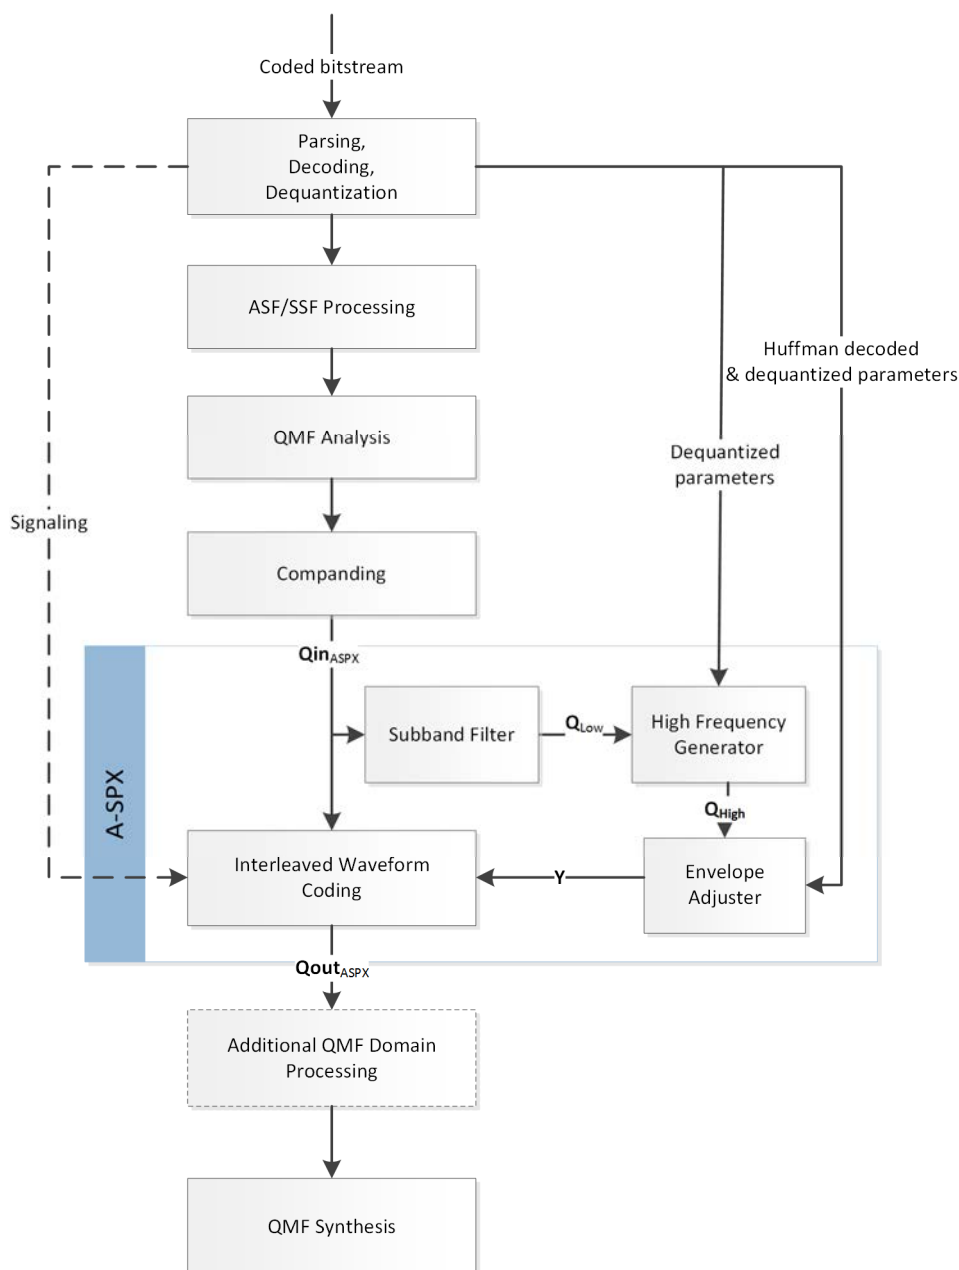 Coded bitstream
Parsing,
Decoding,
Dequantization
ASF/SSF Processing
Huffman decoded
& dequantized parameters
QMF Analysis
Dequantized
parameters
Signaling
Companding
QinASPX
Subband Filter
QLow
High Frequency
Generator
A-SPX
QHigh
Interleaved Waveform
Coding
Y
Envelope
Adjuster
QoutASPX
Additional QMF Domain
Processing
QMF Synthesis